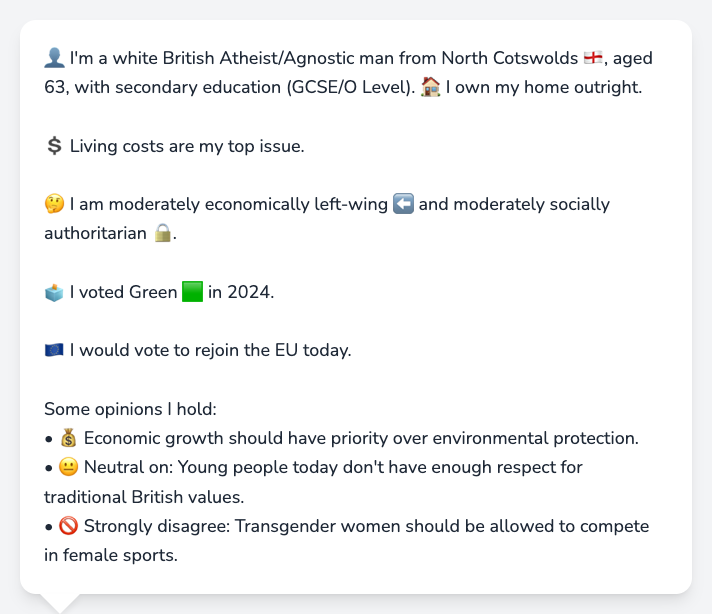 👤 I'm a white British Atheist/Agnostic man from North Cotswolds 🏴󠁧󠁢󠁥󠁮󠁧󠁿, aged
63, with secondary education (GCSE/O Level). 🏠 I own my home outright.
💲 Living costs are my top issue.
🤔 I am moderately economically left-wing ⬅️ and moderately socially
authoritarian 🔒.
🗳️ I voted Green 🟩 in 2024.
🇪🇺 I would vote to rejoin the EU today.
Some opinions I hold:
• 💰 Economic growth should have priority over environmental protection.
• 😐 Neutral on: Young people today don't have enough respect for
traditional British values.
• 🚫 Strongly disagree: Transgender women should be allowed to compete
in female sports.